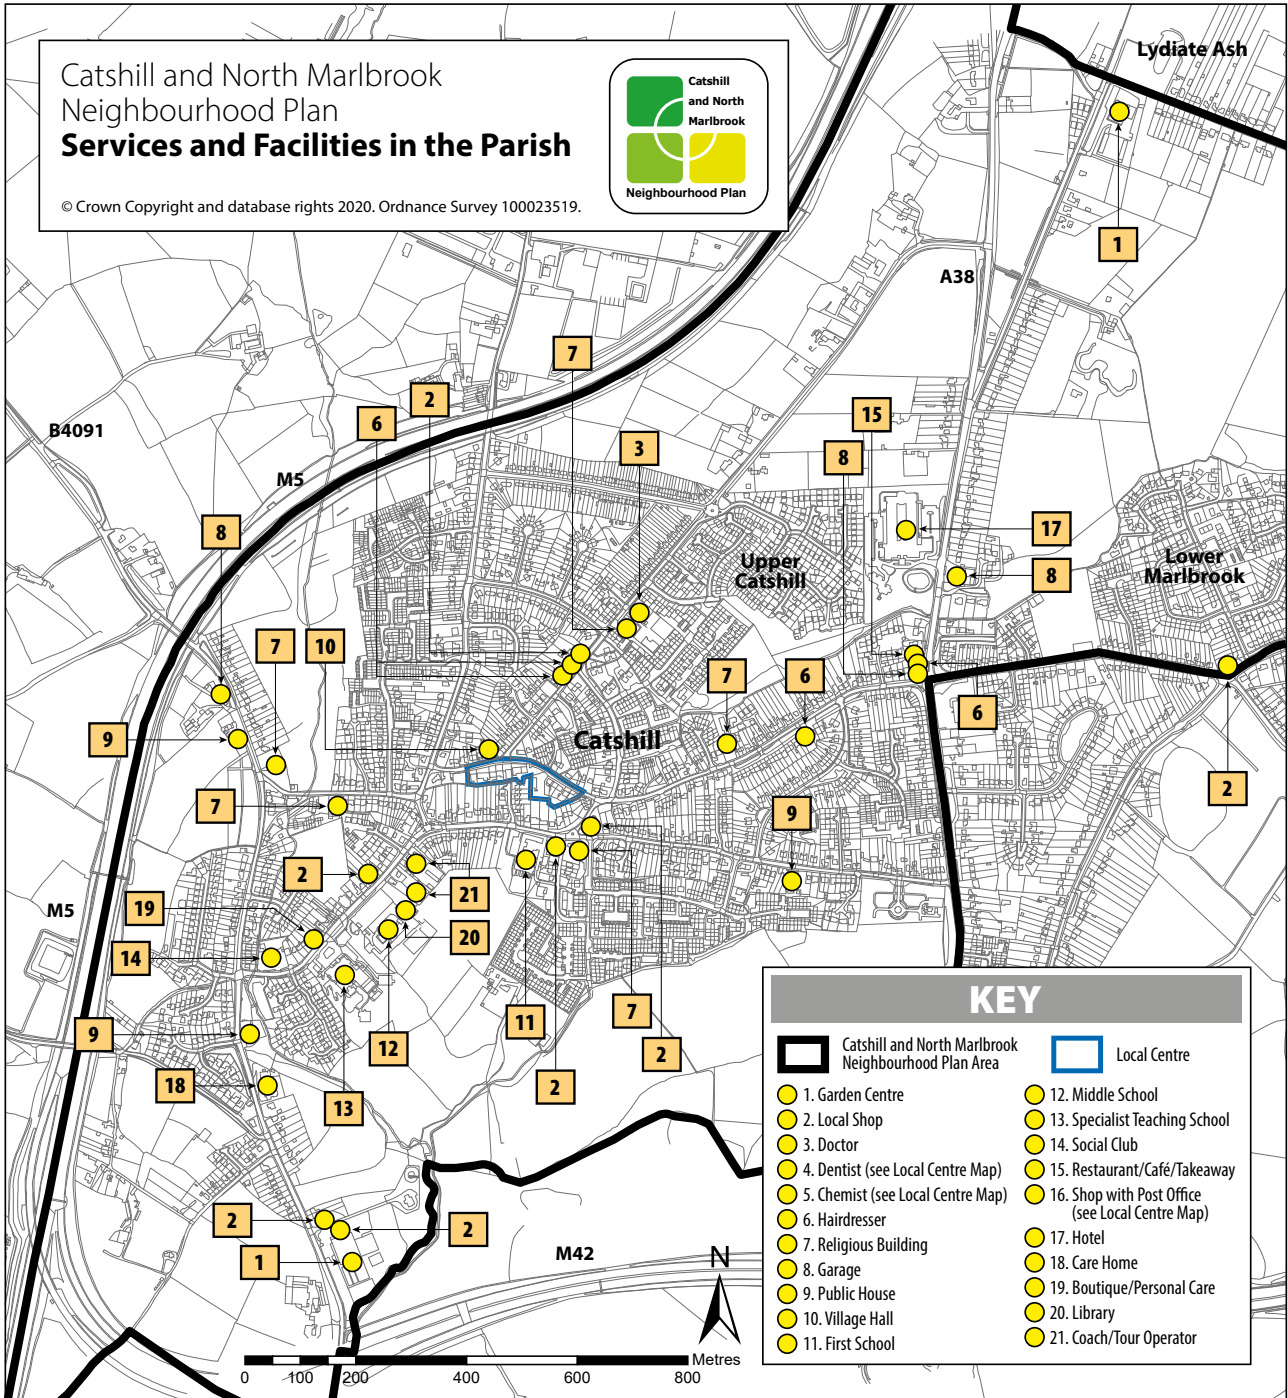 Catshill and North Marlbrook
Neighbourhood Plan
Services and Facilities in the Parish
© Crown Copyright and database rights 2020. Ordnance Survey 100023519.
Catshill
and North
Marlbrook
Neighbourhood Plan
Lydiate Ash
1
A38
7
2
6
15
3
8
B4091
M5
8
17
8
Upper
Catshill
Lower
Marlbrook
7
10
7
6
6
9
Catshill
2
7
9
2
21
19
M5
20
14
11
7
9
12
2
18
2
13
2
2
1
M42
N
0
100
200
400
600
800
Metres
KEY
Catshill and North Marlbrook
Neighbourhood Plan Area
Local Centre
1. Garden Centre
2. Local Shop
3. Doctor
4. Dentist (see Local Centre Map)
5. Chemist (see Local Centre Map)
6. Hairdresser
7. Religious Building
8. Garage
9. Public House
10. Village Hall
11. First School
12. Middle School
13. Specialist Teaching School
14. Social Club
15. Restaurant/Café/Takeaway
16. Shop with Post Office
(see Local Centre Map)
17. Hotel
18. Care Home
19. Boutique/Personal Care
20. Library
21. Coach/Tour Operator